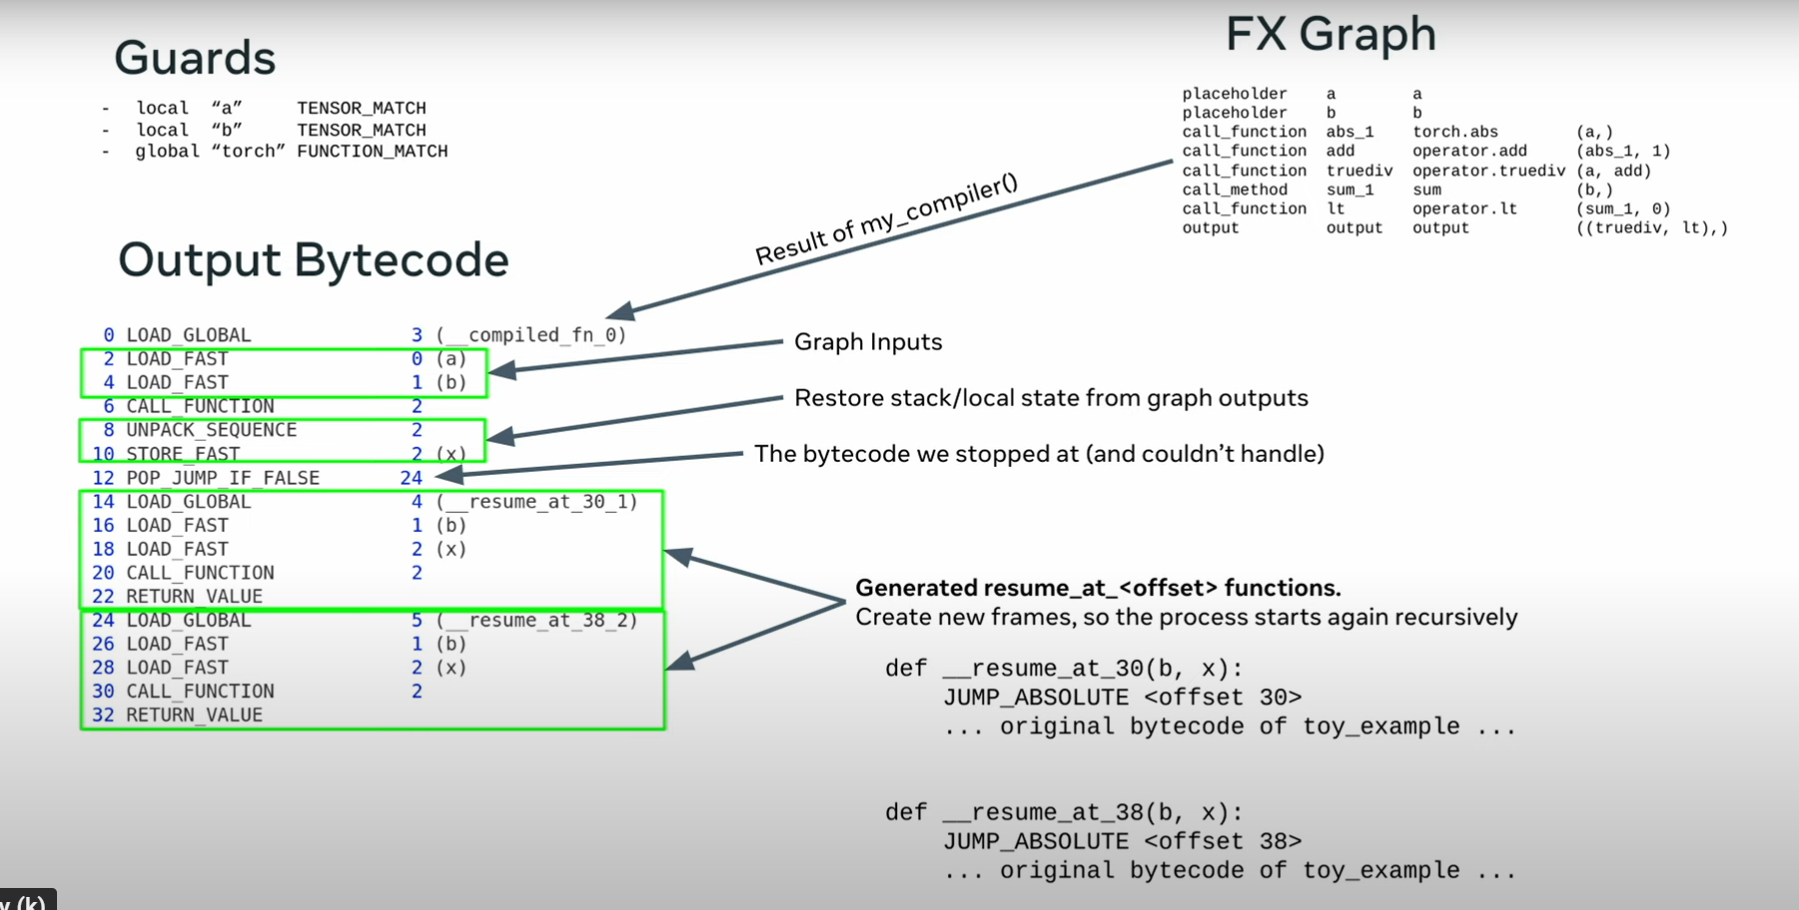 Guards
- local “a” TENSOR_MATCH
- local “b” TENSOR_MATCH
- global “torch” FUNCTION_MATCH
FX Graph
placeholder a a
placeholder b b
call_function abs_1 torch.abs (a,)
call_function add operator.add (abs_1, 1)
call_function truediv operator.truediv (a, add)
call_method sum_1 sum (b,)
call_function lt operator.lt (sum_1, 0)
output output output ((truediv, lt),)
Result of my_compiler()
Output Bytecode
0 LOAD_GLOBAL 3 (__compiled_fn_0)
2 LOAD_FAST 0 (a)
4 LOAD_FAST 1 (b)
6 CALL_FUNCTION 2
8 UNPACK_SEQUENCE 2
10 STORE_FAST 2 (x)
12 POP_JUMP_IF_FALSE 24
14 LOAD_GLOBAL 4 (__resume_at_30_1)
16 LOAD_FAST 1 (b)
18 LOAD_FAST 2 (x)
20 CALL_FUNCTION 2
22 RETURN_VALUE
24 LOAD_GLOBAL 5 (__resume_at_38_2)
26 LOAD_FAST 1 (b)
28 LOAD_FAST 2 (x)
30 CALL_FUNCTION 2
32 RETURN_VALUE
Graph Inputs
Restore stack/local state from graph outputs
The bytecode we stopped at (and couldn’t handle)
Generated resume_at_<offset> functions.
Create new frames, so the process starts again recursively
def __resume_at_30(b, x):
JUMP_ABSOLUTE <offset 30>
... original bytecode of toy_example ...
def __resume_at_38(b, x):
JUMP_ABSOLUTE <offset 38>
... original bytecode of toy_example ...
(k)